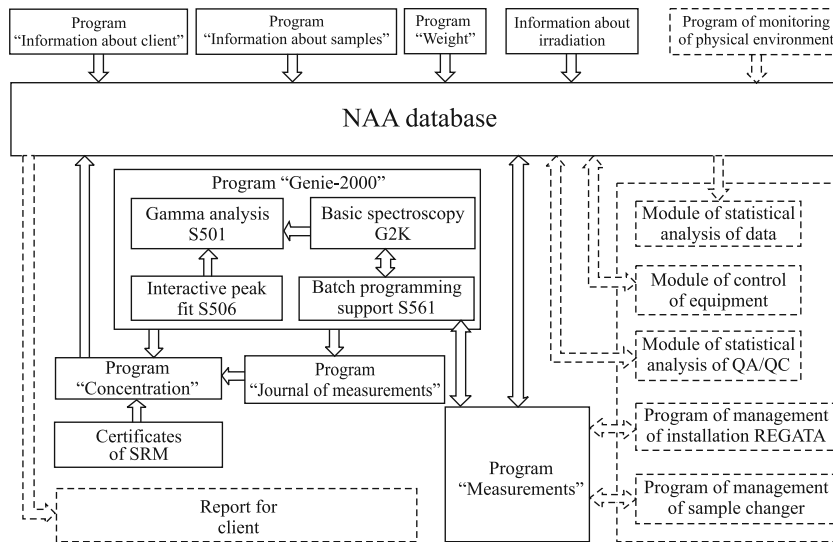 Program
“Information about client”
Program
“Information about samples”
Program
“Weight”
Information about
irradiation
Program of monitoring
of physical environment
NAA database
Program “Genie-2000”
Gamma analysis
S501
Basic spectroscopy
G2K
Interactive peak
fit S506
Batch programming
support S561
Module of statistical
analysis of data
Module of control
of equipment
Module of statistical
analysis of QA/QC
Program
“Concentration”
Program
“Journal of measurements”
Certificates
of SRM
Program
“Measurements”
Program of management
of installation REGATA
Program of management
of sample changer
Report for
client